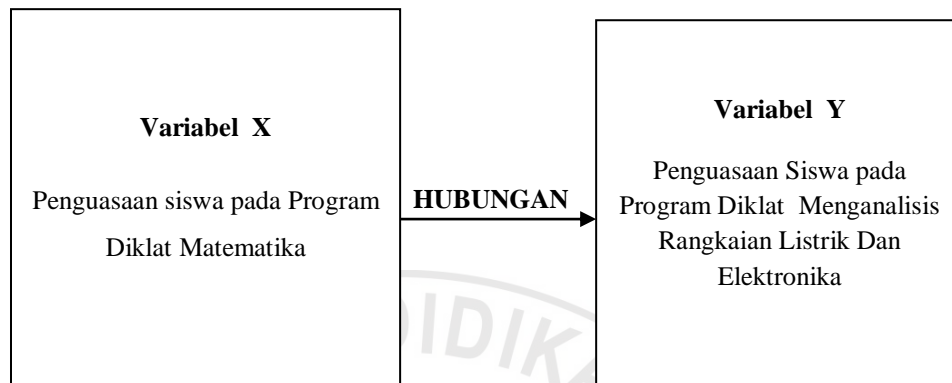 Variabel X
Penguasaan siswa pada Program
Diklat Matematika
HUBUNGAN
Variabel Y
Penguasaan Siswa pada
Program Diklat Menganalisis
Rangkaian Listrik Dan
Elektronika